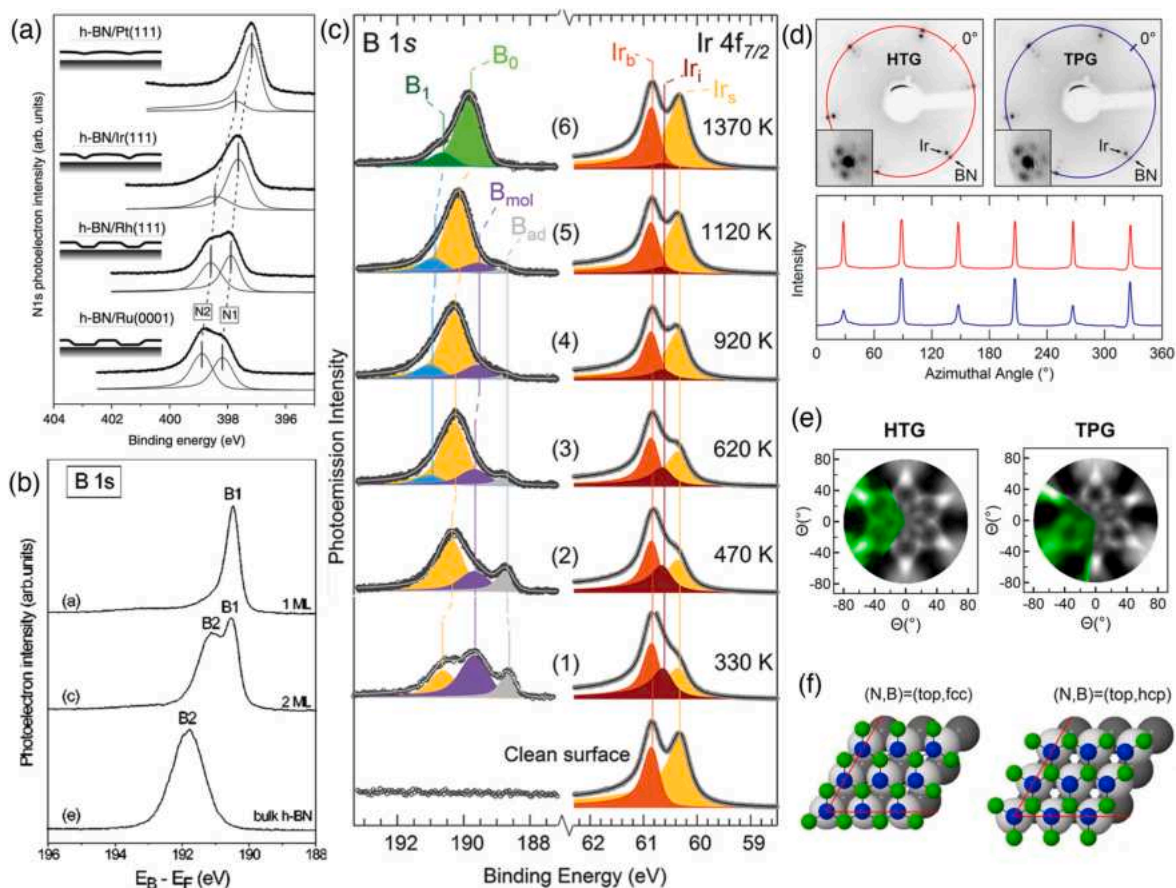 (a)
h-BN/Pt(111)
h-BN/Ir(111)
h-BN/Rh(111)
h-BN/Ru(0001)
N2
N1
N1s photoelectron intensity (arb. units)
404 402 400 398 396
Binding energy (eV)
(b)
B 1s
B1
(a)
1 ML
B2
B1
(c)
2 ML
B2
(e)
bulk h-BN
Photoelectron intensity (arb.units)
196 194 192 190 188
E_B - E_F (eV)
(c)
B 1s
Ir 4f7/2
B0
B1
Irb
Iri
Irs
(6)
1370 K
Bmol
Bad
(5)
1120 K
(4)
920 K
(3)
620 K
(2)
470 K
(1)
330 K
Clean surface
Photoemission Intensity
192 190 188 62 61 60 59
Binding Energy (eV)
(d)
HTG
0°
Ir
BN
TPG
0°
Ir
BN
Intensity
0 60 120 180 240 300 360
Azimuthal Angle (°)
(e)
HTG
TPG
Θ(°)
80
40
0
-40
-80
-80 -40 0 40 80
Θ(°)
Θ(°)
80
40
0
-40
-80
-80 -40 0 40 80
Θ(°)
(f)
(N,B)=(top,fcc)
(N,B)=(top,hcp)